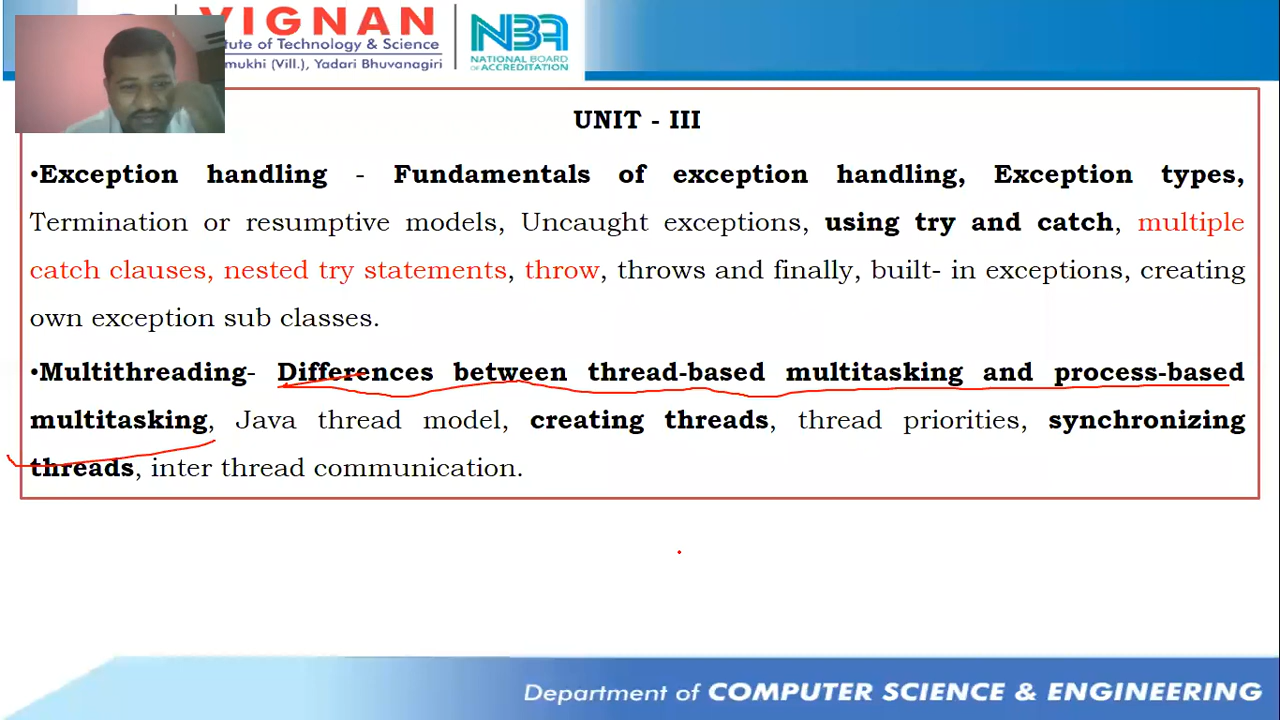 VIGNAN
tute of Technology & Science
mukhi (Vill.), Yadari Bhuvanagiri
NBA
NATIONAL BOARD
OF ACCREDITATION
UNIT - III
•Exception handling - Fundamentals of exception handling, Exception types,
Termination or resumptive models, Uncaught exceptions, using try and catch, multiple
catch clauses, nested try statements, throw, throws and finally, built- in exceptions, creating
own exception sub classes.
•Multithreading- Differences between thread-based multitasking and process-based
multitasking, Java thread model, creating threads, thread priorities, synchronizing
threads, inter thread communication.
Department of COMPUTER SCIENCE & ENGINEERING